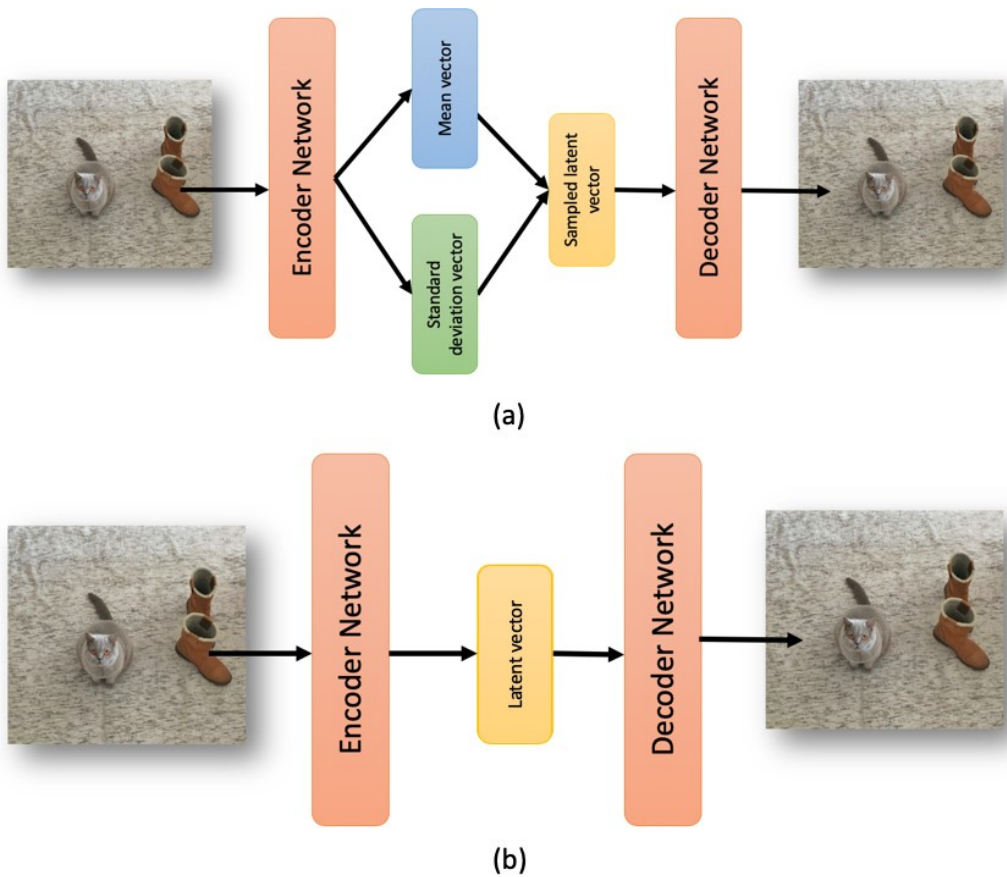 Encoder Network
Mean vector
Standard
deviation vector
Sampled latent
vector
Decoder Network
(a)
Encoder Network
Latent vector
Decoder Network
(b)